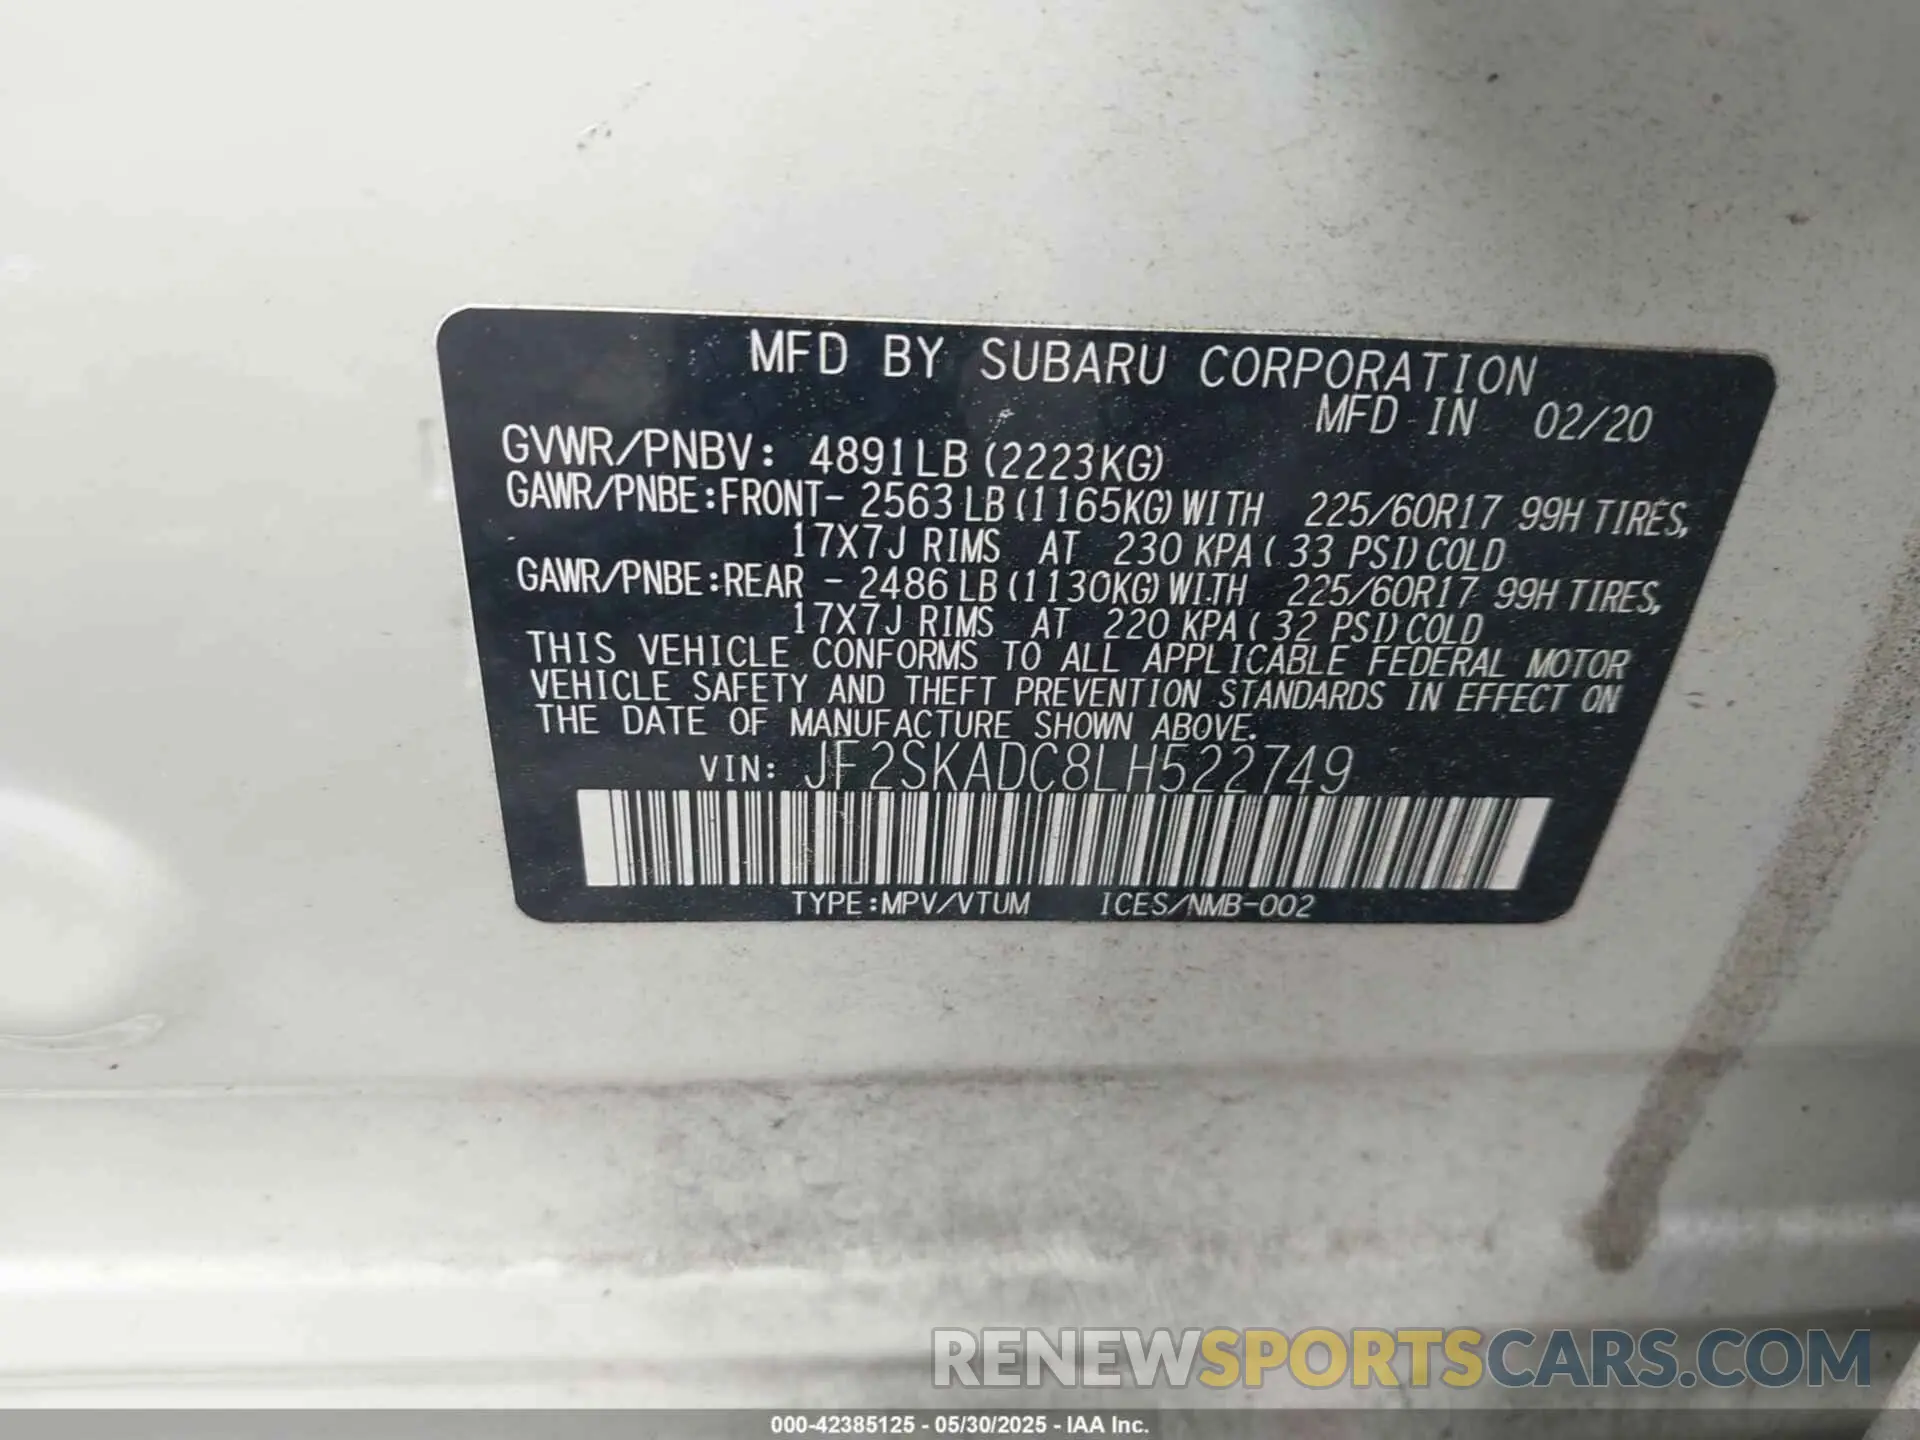 MFD BY SUBARU CORPORATION
MFD IN 02/20
GVWR/PNBV: 4891LB (2223KG)
GAWR/PNBE:FRONT- 2563 LB (1165KG) WITH 225/60R17 99H TIRES,
17X7J RIMS AT 230 KPA ( 33 PSI) COLD
GAWR/PNBE:REAR - 2486 LB (1130KG) WITH 225/60R17 99H TIRES,
17X7J RIMS AT 220 KPA ( 32 PSI) COLD
THIS VEHICLE CONFORMS TO ALL APPLICABLE FEDERAL MOTOR
VEHICLE SAFETY AND THEFT PREVENTION STANDARDS IN EFFECT ON
THE DATE OF MANUFACTURE SHOWN ABOVE.
VIN: JF2SKADC8LH522749
TYPE:MPV/VTUM ICES/NMB-002
RENEWSPORTSCARS.COM
000-42385125 - 05/30/2025 - IAA Inc.